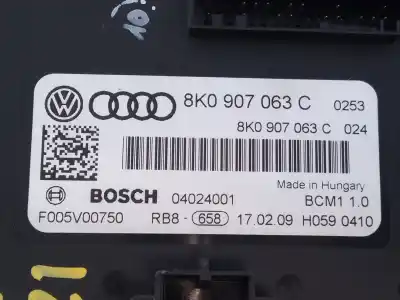 8K0 907 063 C 0253
8K0 907 063 C 024
Made in Hungary
BOSCH 04024001 BCM1 1.0
F005V00750 RB8 - 658 17.02.09 H059 0410